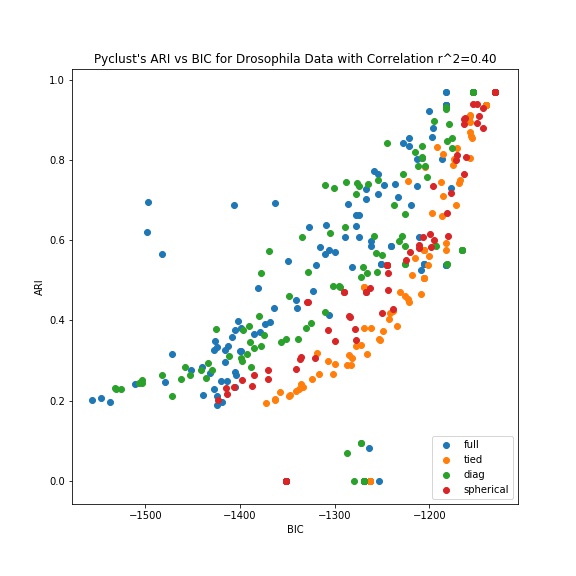 Pyclust's ARI vs BIC for Drosophila Data with Correlation r^2=0.40
1.0
0.8
0.6
0.4
0.2
0.0
ARI
full
tied
diag
spherical
−1500
−1400
−1300
−1200
BIC